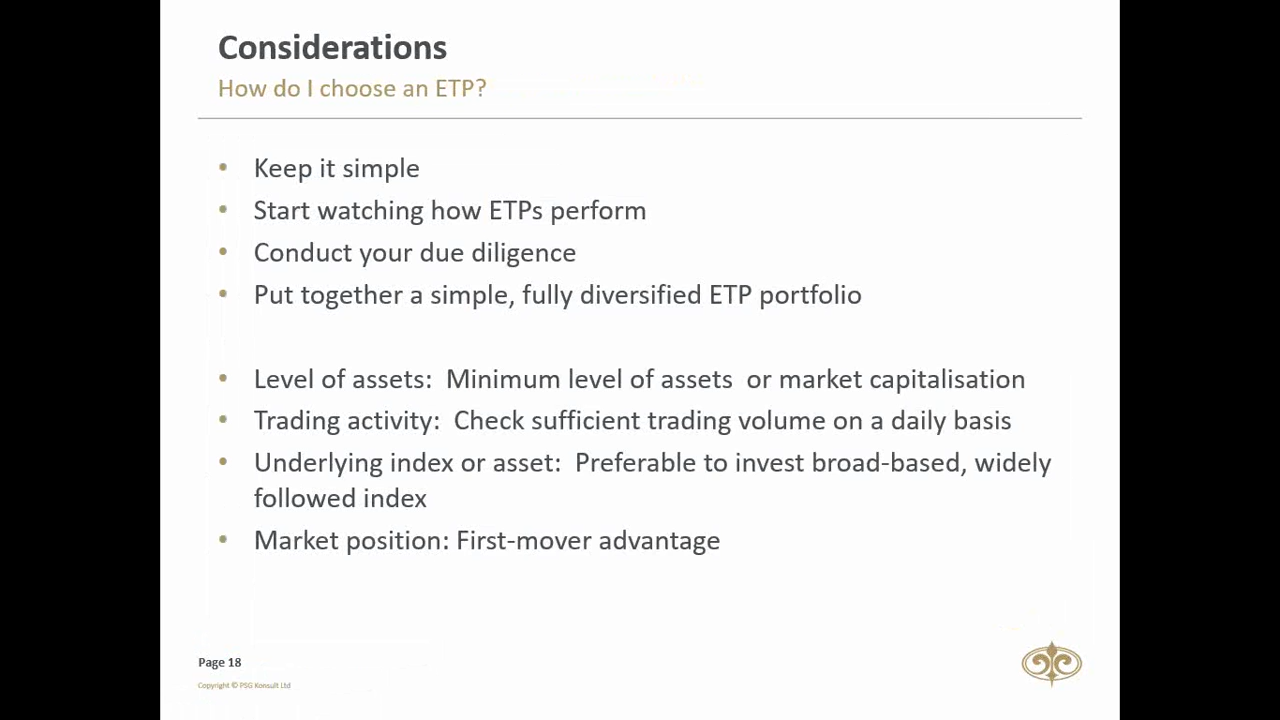 Considerations
How do I choose an ETP?
• Keep it simple
• Start watching how ETPs perform
• Conduct your due diligence
• Put together a simple, fully diversified ETP portfolio
• Level of assets:  Minimum level of assets  or market capitalisation
• Trading activity:  Check sufficient trading volume on a daily basis
• Underlying index or asset:  Preferable to invest broad-based, widely
followed index
• Market position: First-mover advantage
Page 18
Copyright © PSG Konsult Ltd